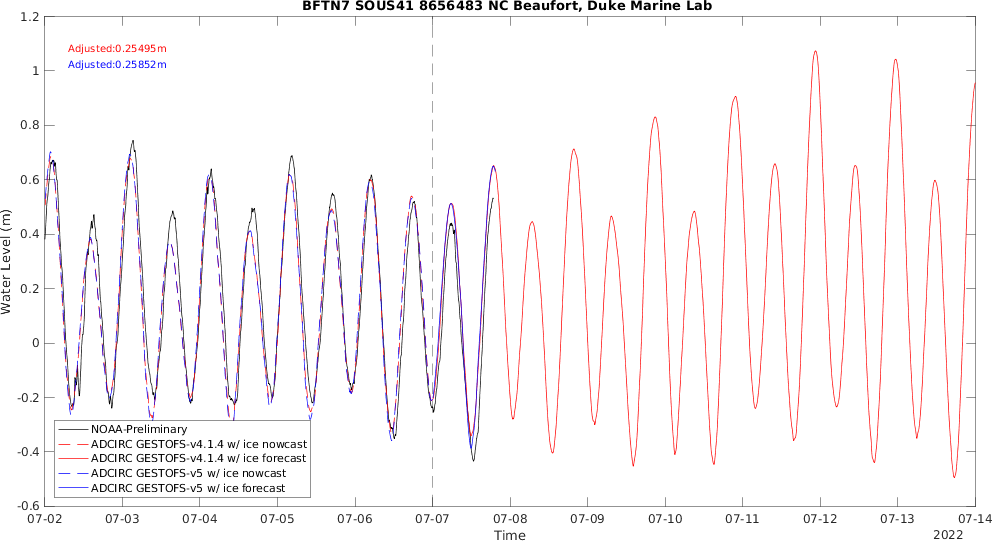 BFTN7 SOUS41 8656483 NC Beaufort, Duke Marine Lab
Adjusted:0.25495m
Adjusted:0.25852m
1.2
1
0.8
0.6
0.4
0.2
0
-0.2
-0.4
-0.6
Water Level (m)
NOAA-Preliminary
ADCIRC GESTOFS-v4.1.4 w/ ice nowcast
ADCIRC GESTOFS-v4.1.4 w/ ice forecast
ADCIRC GESTOFS-v5 w/ ice nowcast
ADCIRC GESTOFS-v5 w/ ice forecast
07-02 07-03 07-04 07-05 07-06 07-07 07-08 07-09 07-10 07-11 07-12 07-13 07-14
Time
2022